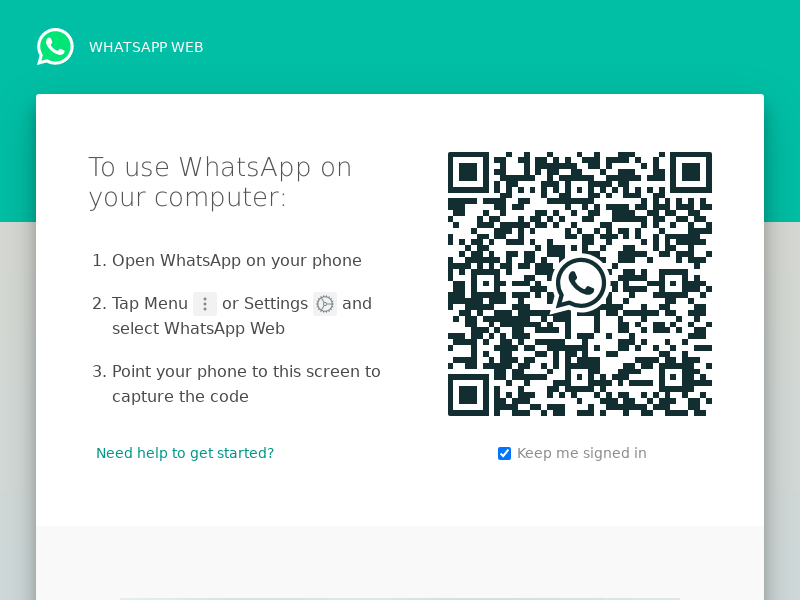 WHATSAPP WEB
To use WhatsApp on
your computer:
1. Open WhatsApp on your phone
2. Tap Menu or Settings and
select WhatsApp Web
3. Point your phone to this screen to
capture the code
Need help to get started?
Keep me signed in